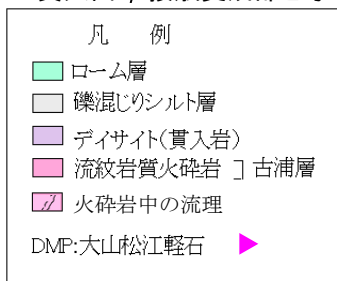 凡 例
ローム層
礫混じりシルト層
デイサイト(貫入岩)
流紋岩質火砕岩 ] 古浦層
火砕岩中の流理
DMP:大山松江軽石